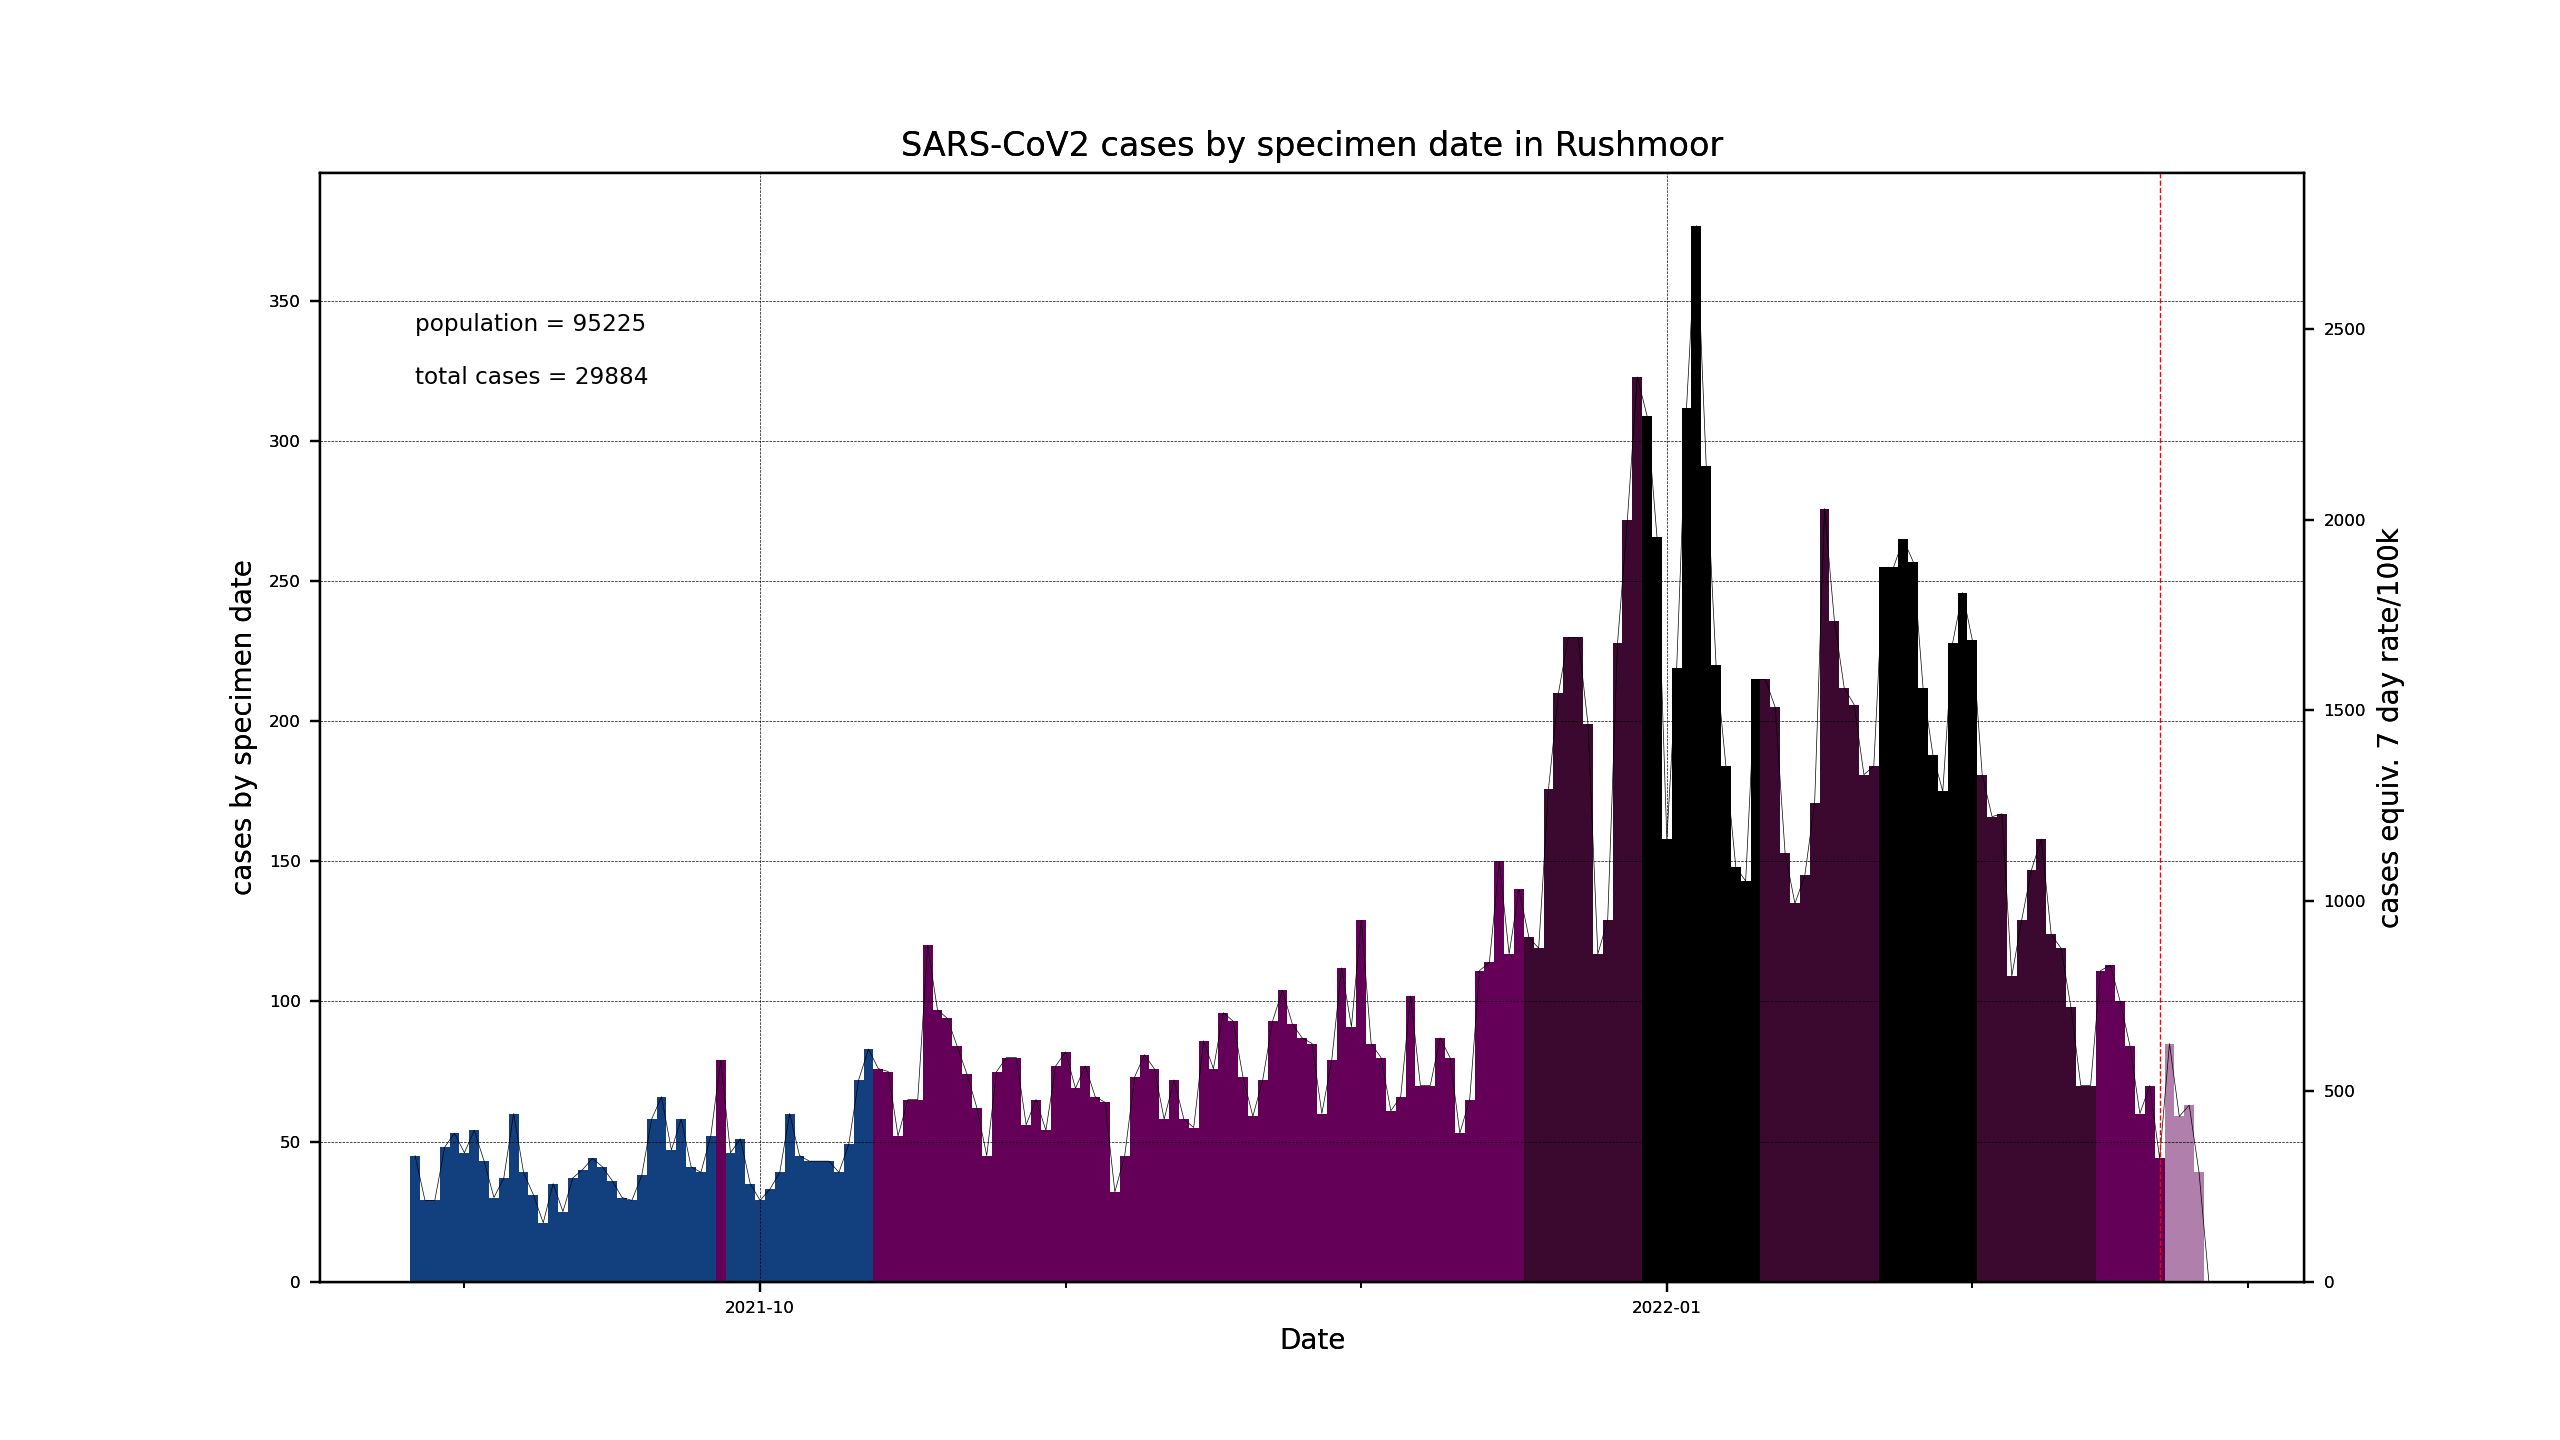 SARS-CoV2 cases by specimen date in Rushmoor
population = 95225
total cases = 29884
cases by specimen date
350
300
250
200
150
100
50
0
2500
2000
1500
1000
500
0
cases equiv. 7 day rate/100k
2021-10
2022-01
Date